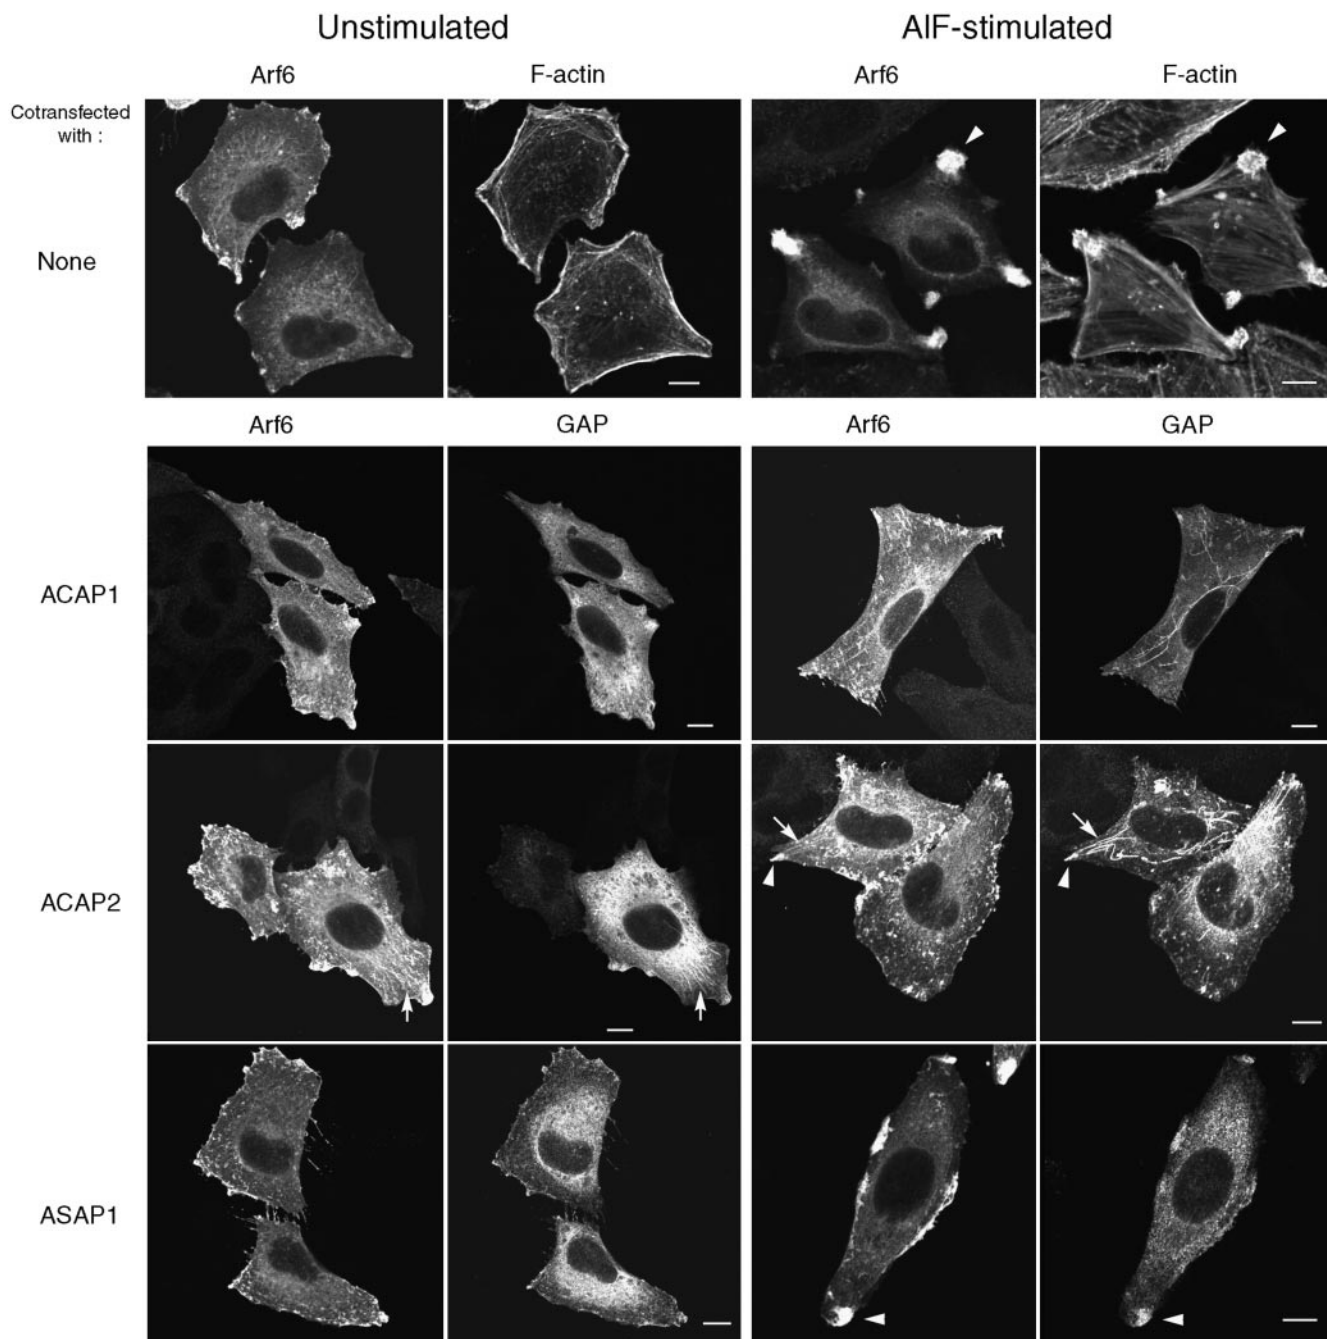 Unstimulated AlF-stimulated
Arf6 F-actin Arf6 F-actin
Cotransfected
with :
None
Arf6 GAP Arf6 GAP
ACAP1
ACAP2
ASAP1